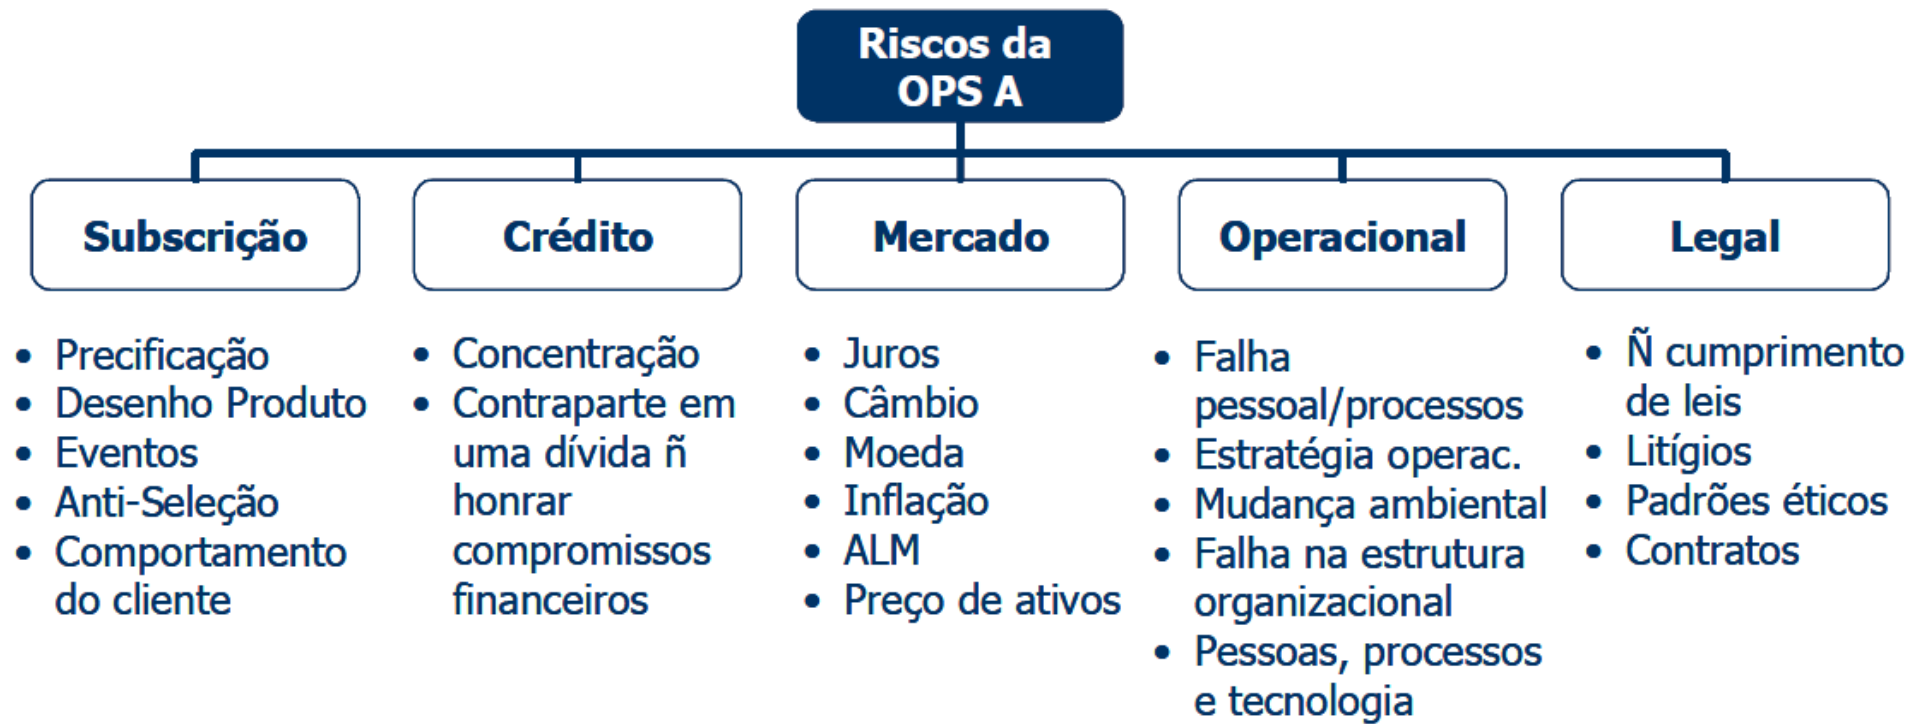 Riscos da
OPS A
Subscrição
Crédito
Mercado
Operacional
Legal
• Precificação
• Desenho Produto
• Eventos
• Anti-Seleção
• Comportamento
do cliente
• Concentração
• Contraparte em
uma dívida ñ
honrar
compromissos
financeiros
• Juros
• Câmbio
• Moeda
• Inflação
• ALM
• Preço de ativos
• Falha
pessoal/processos
• Estratégia operac.
• Mudança ambiental
• Falha na estrutura
organizacional
• Pessoas, processos
e tecnologia
• Ñ cumprimento
de leis
• Litígios
• Padrões éticos
• Contratos